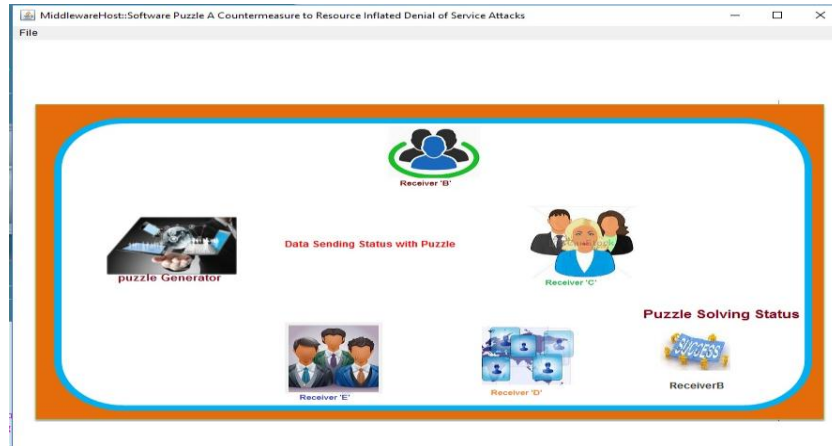 MiddlewareHost::Software Puzzle A Countermeasure to Resource Inflated Denial of Service Attacks
File
Receiver 'B'
puzzle Generator
Data Sending Status with Puzzle
Receiver 'C'
Puzzle Solving Status
SUCCESS
ReceiverB
Receiver 'E'
Receiver 'D'